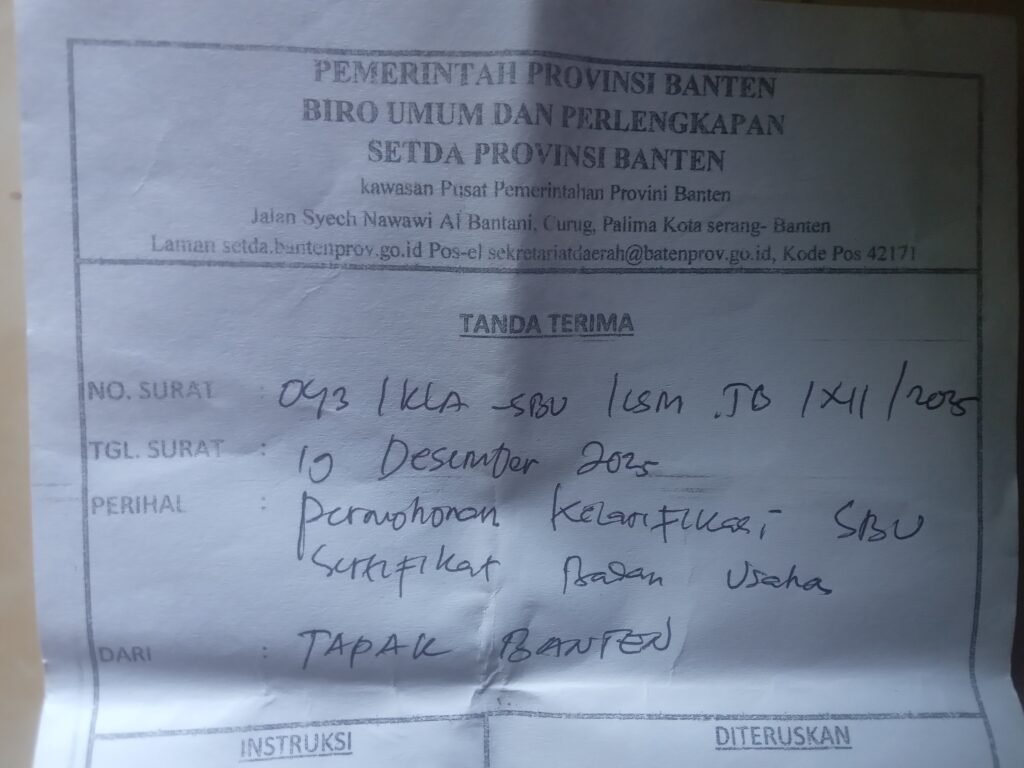 PEMERINTAH PROVINSI BANTEN
BIRO UMUM DAN PERLENGKAPAN
SETDA PROVINSI BANTEN
kawasan Pusat Pemerintahan Provini Banten
Jalan Syech Nawawi Al Bantani, Curug, Palima Kota serang- Banten
Laman setda.bantenprov.go.id Pos-el sekretariatdaerah@batenprov.go.id, Kode Pos 42171
TANDA TERIMA
NO. SURAT : 043 / KLA -SBU / LSM .TB / XII / 2025
TGL. SURAT : 10 Desember 2025
PERIHAL : Permohonan Kelarifikasi SBU
Sertifikat Badan Usaha
DARI : TAPAK BANTEN
INSTRUKSI DITERUSKAN